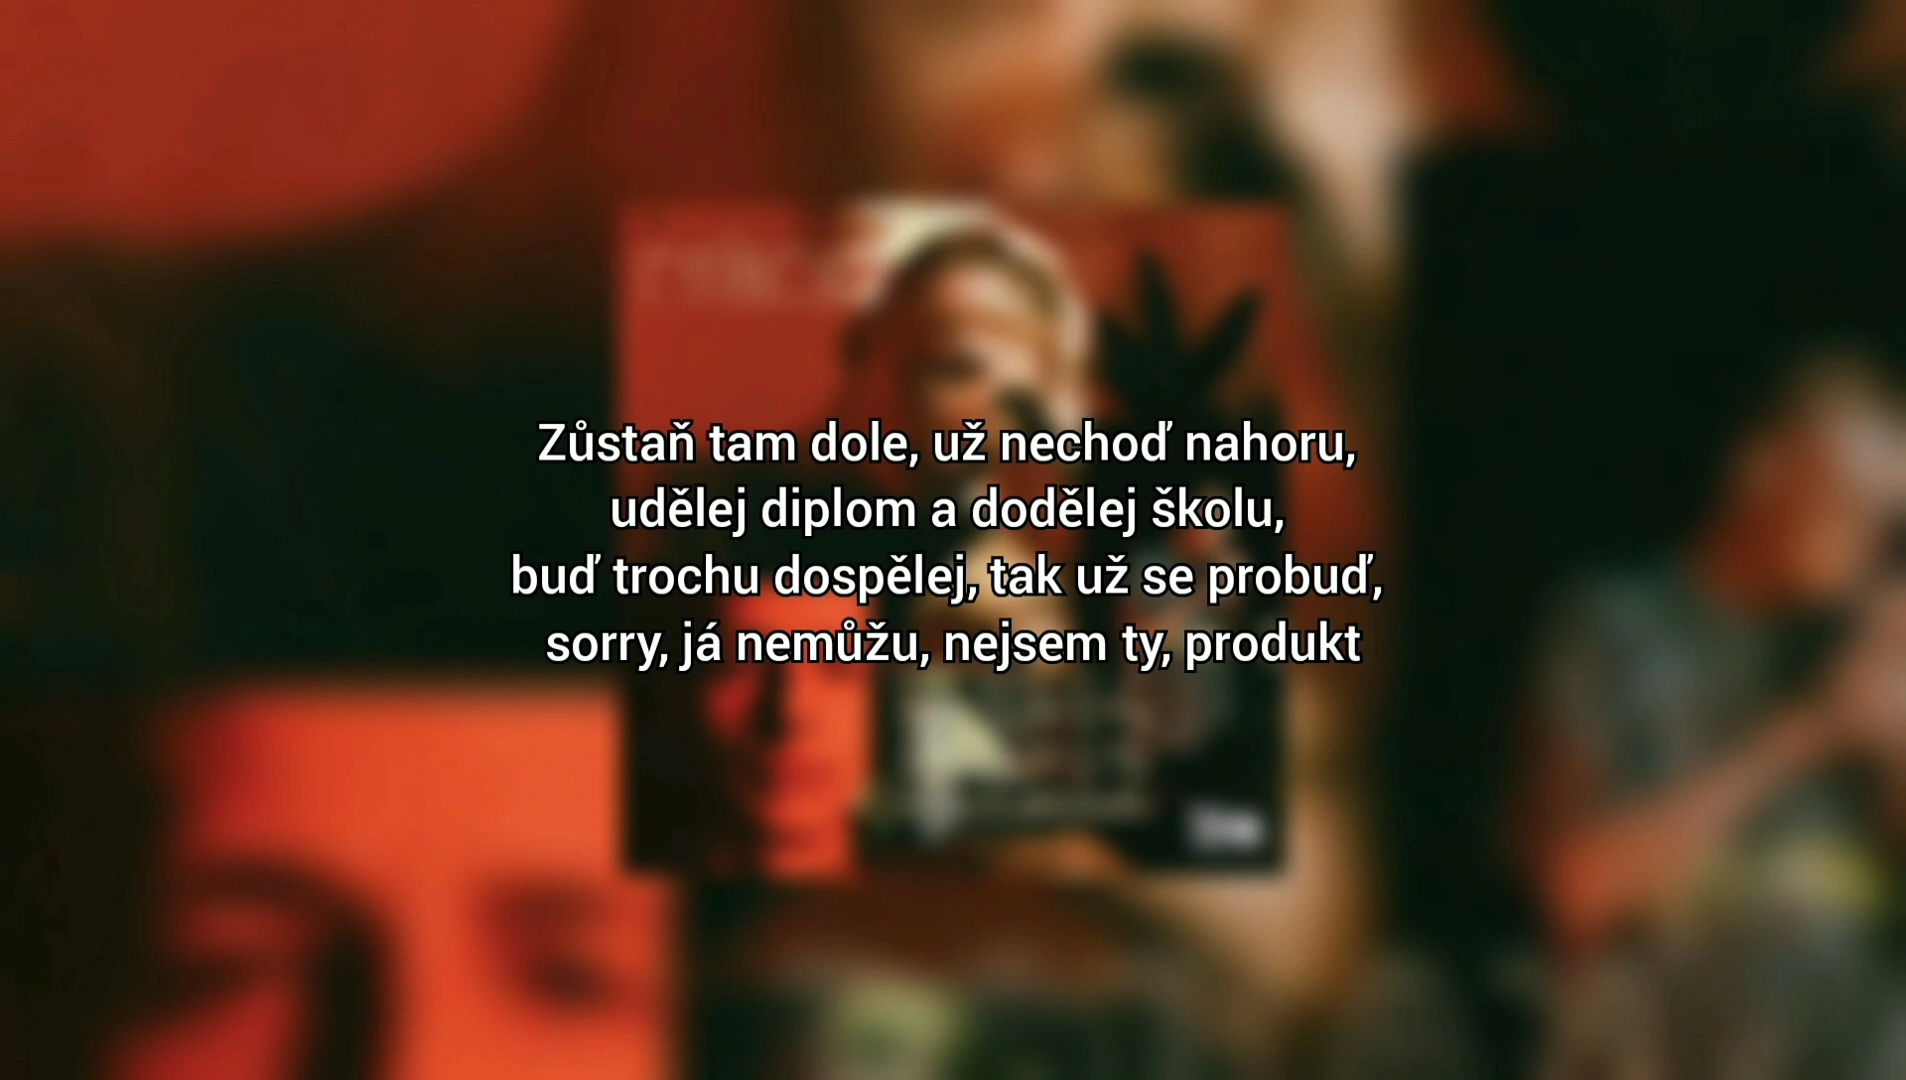 Zůstaň tam dole, už nechoď nahoru,
udělej diplom a dodělej školu,
buď trochu dospělej, tak už se probuď,
sorry, já nemůžu, nejsem ty, produkt